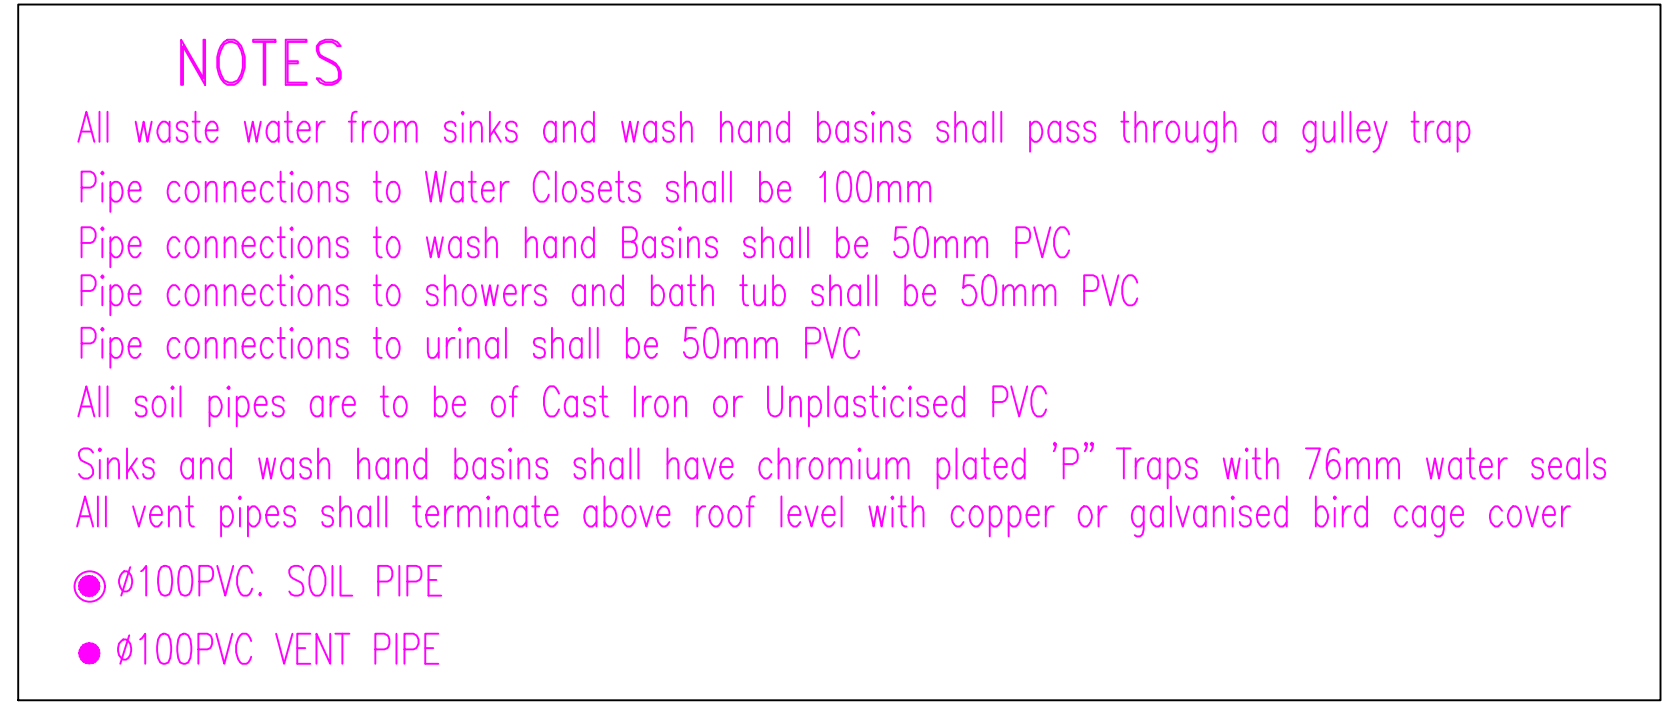 NOTES
All waste water from sinks and wash hand basins shall pass through a gulley trap
Pipe connections to Water Closets shall be 100mm
Pipe connections to wash hand Basins shall be 50mm PVC
Pipe connections to showers and bath tub shall be 50mm PVC
Pipe connections to urinal shall be 50mm PVC
All soil pipes are to be of Cast Iron or Unplasticised PVC
Sinks and wash hand basins shall have chromium plated 'P" Traps with 76mm water seals
All vent pipes shall terminate above roof level with copper or galvanised bird cage cover
ø100PVC. SOIL PIPE
ø100PVC VENT PIPE